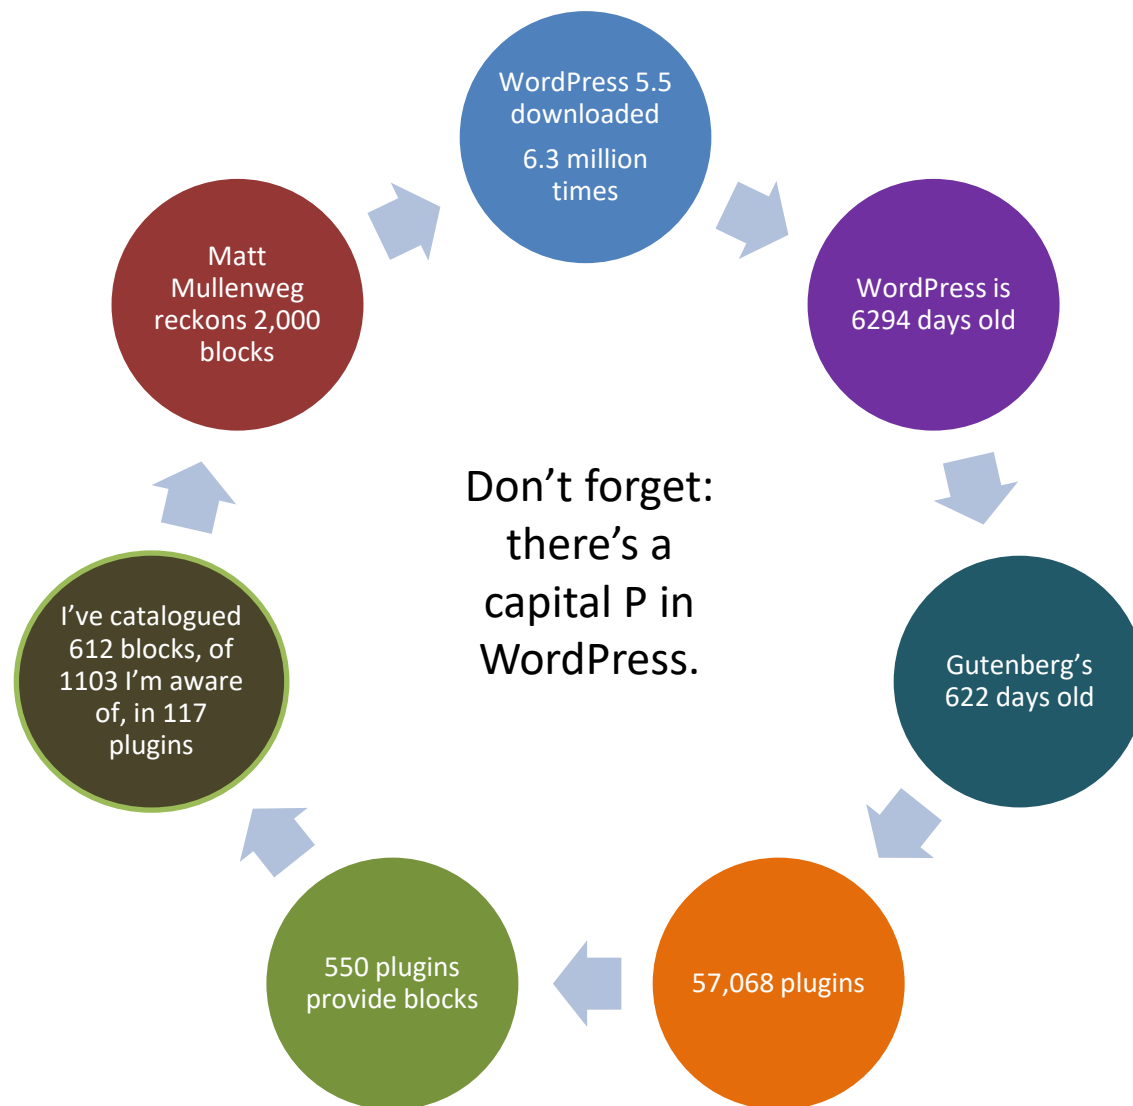 WordPress 5.5
downloaded
6.3 million
times
WordPress is
6294 days old
Gutenberg’s
622 days old
57,068 plugins
550 plugins
provide blocks
I’ve catalogued
612 blocks, of
1103 I’m aware
of, in 117
plugins
Matt
Mullenweg
reckons 2,000
blocks
Don’t forget:
there’s a
capital P in
WordPress.